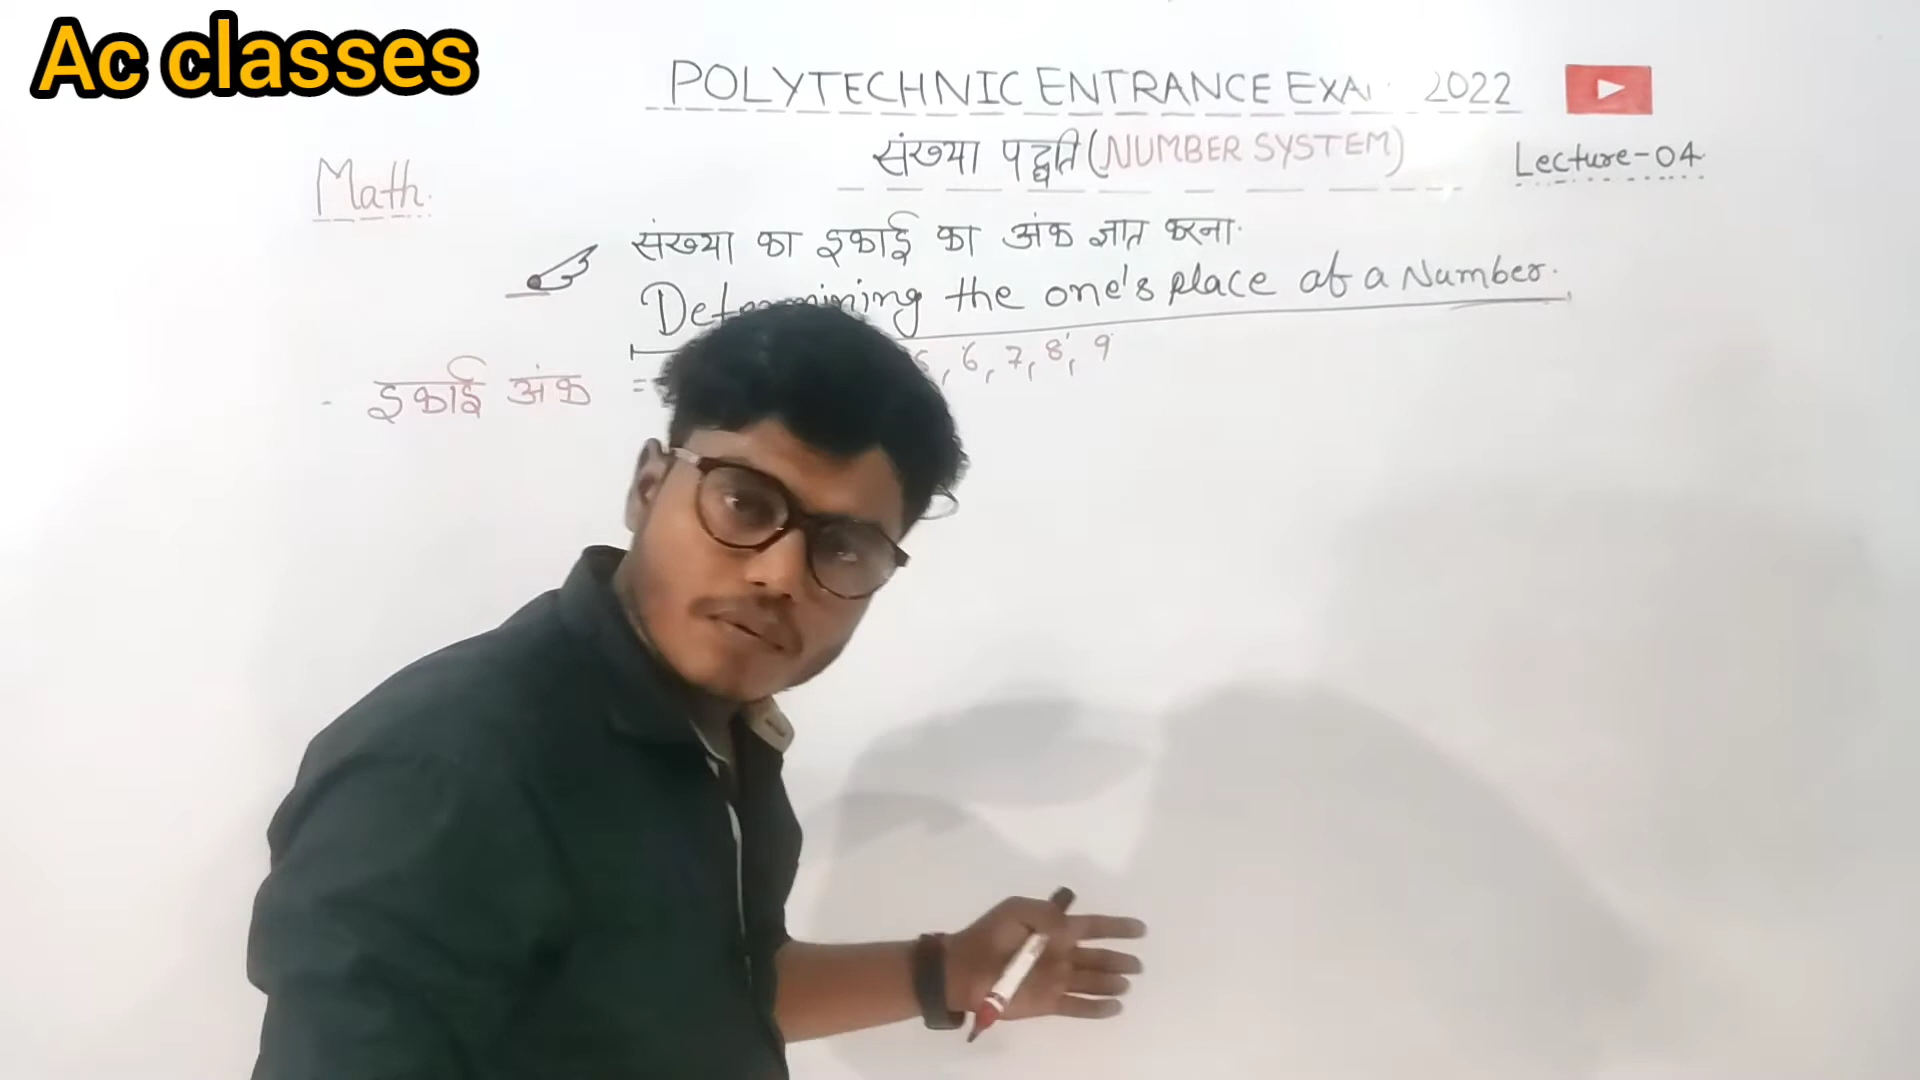 Ac classes
POLYTECHNIC ENTRANCE EXA 2022
संख्या पद्धति (NUMBER SYSTEM)
Math.
Lecture-04
संख्या का इकाई का अंक ज्ञात करना.
Determining the one's place of a Number.
इकाई अंक = 6, 7, 8, 9